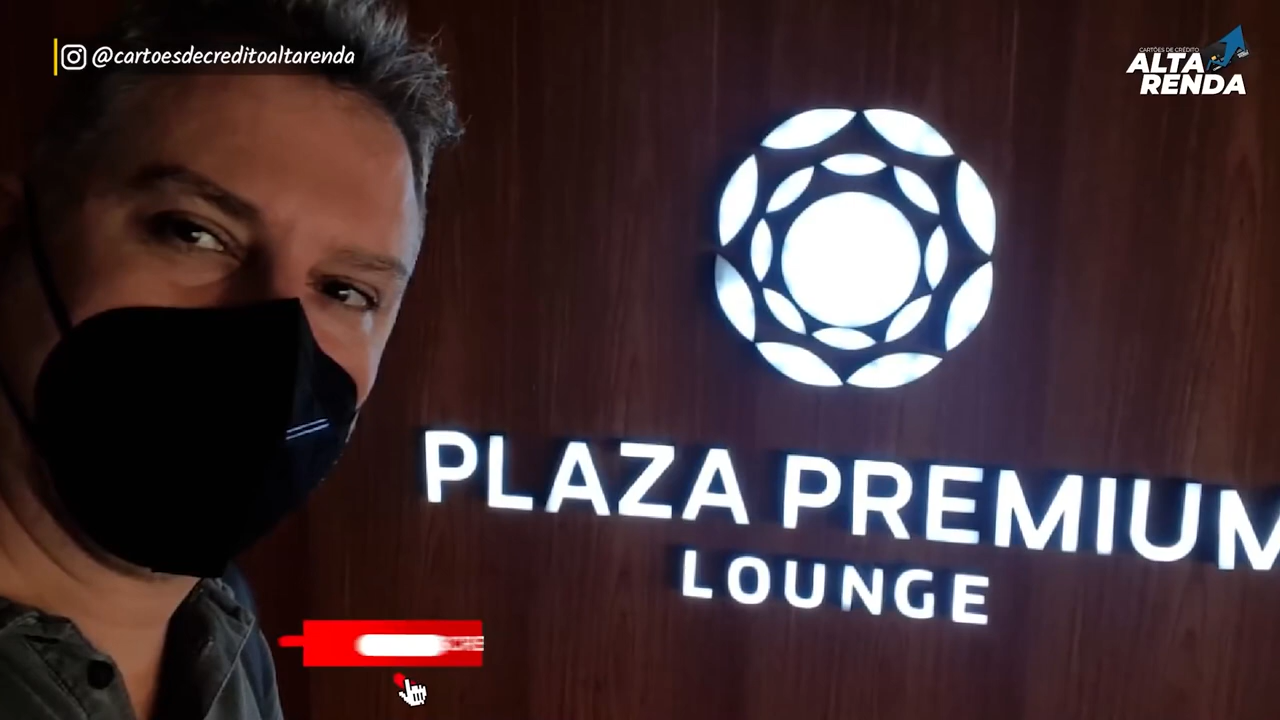 @cartoesdecreditoaltarenda
CARTÕES DE CRÉDITO
ALTA
RENDA
PLAZA PREMIUM
LOUNGE